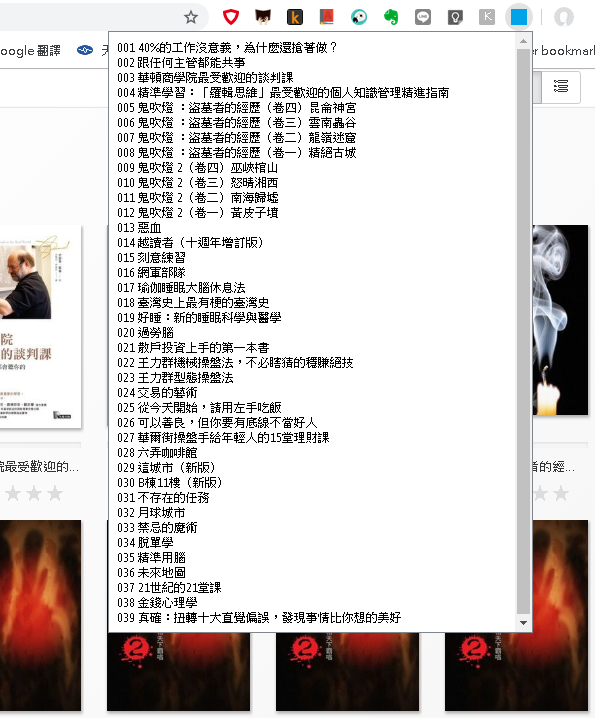 oogle 翻譯
er bookmark
001 40%的工作沒意義，為什麼還搶著做？
002 跟任何主管都能共事
003 華頓商學院最受歡迎的談判課
004 精準學習：「羅輯思維」最受歡迎的個人知識管理精進指南
005 鬼吹燈 ：盜墓者的經歷（卷四）昆侖神宮
006 鬼吹燈 ：盜墓者的經歷（卷三）雲南蟲谷
007 鬼吹燈 ：盜墓者的經歷（卷二）龍嶺迷窟
008 鬼吹燈 ：盜墓者的經歷（卷一）精絕古城
009 鬼吹燈 2（卷四）巫峽棺山
010 鬼吹燈 2（卷三）怒晴湘西
011 鬼吹燈 2（卷二）南海歸墟
012 鬼吹燈 2（卷一）黃皮子墳
013 惡血
014 越讀者（十週年增訂版）
015 刻意練習
016 網軍部隊
017 瑜伽睡眠大腦休息法
018 臺灣史上最有梗的臺灣史
019 好睡：新的睡眠科學與醫學
020 過勞腦
021 散戶投資上手的第一本書
022 王力群機械操盤法，不必瞎猜的穩賺絕技
023 王力群型態操盤法
024 交易的藝術
025 從今天開始，請用左手吃飯
026 可以善良，但你要有底線不當好人
027 華爾街操盤手給年輕人的15堂理財課
028 六弄咖啡館
029 這城市（新版）
030 B棟11樓（新版）
031 不存在的任務
032 月球城市
033 禁忌的魔術
034 脫單學
035 精準用腦
036 未來地圖
037 21世紀的21堂課
038 金錢心理學
039 真確：扭轉十大直覺偏誤，發現事情比你想的美好
院
的談判課
院最受歡迎的...
者的經...
2
2
2